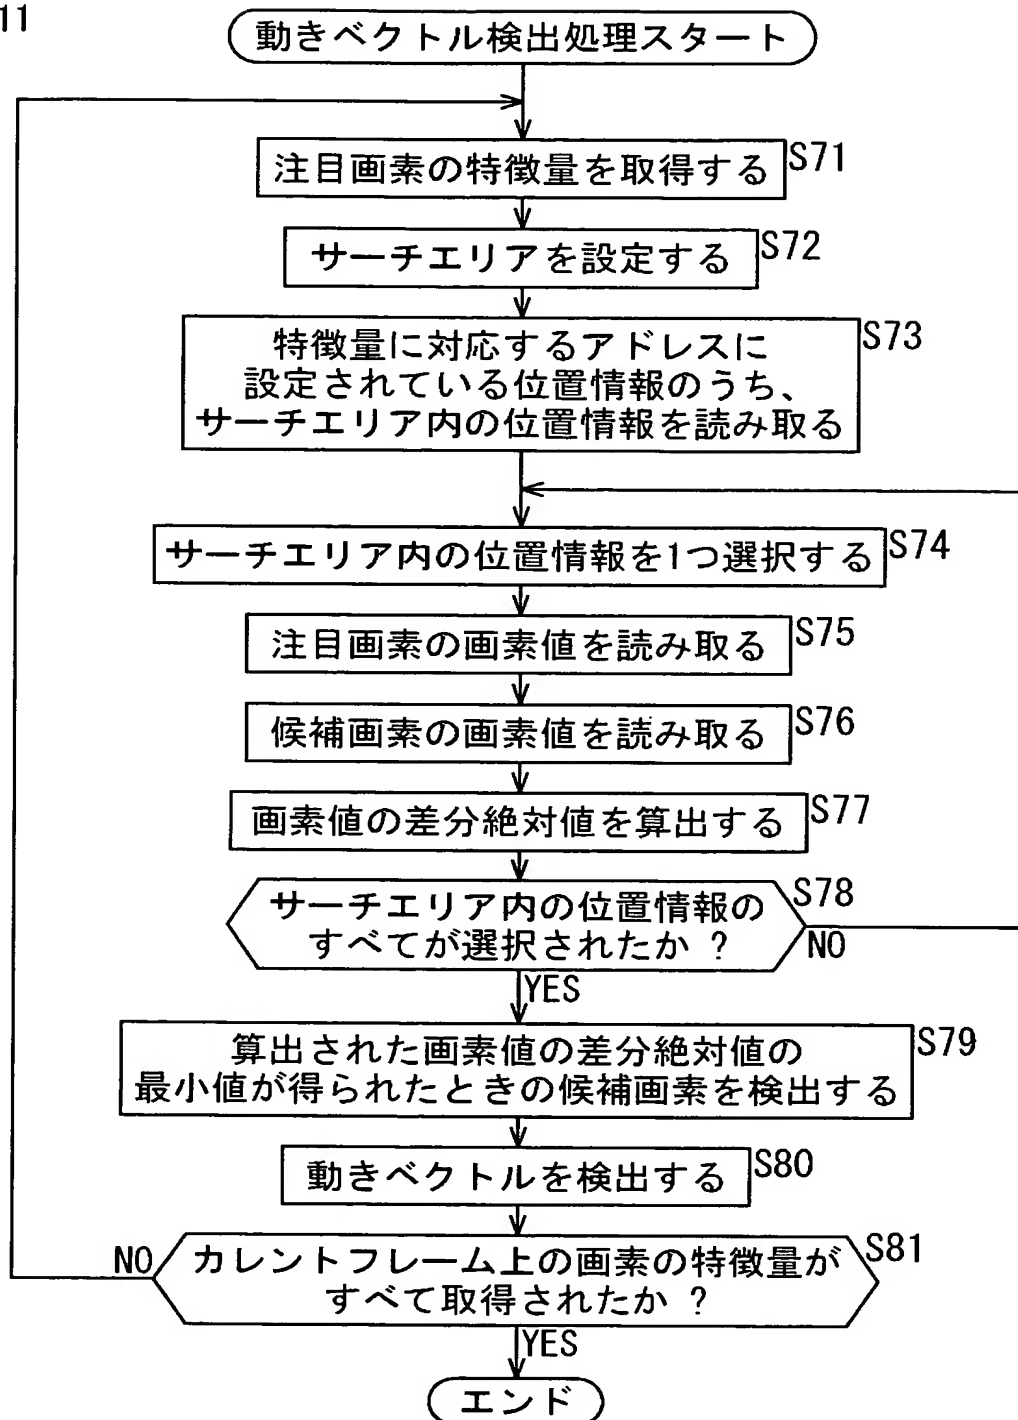 11
動きベクトル検出処理スタート
注目画素の特徴量を取得する
S71
サーチエリアを設定する
S72
特徴量に対応するアドレスに
設定されている位置情報のうち、
サーチエリア内の位置情報を読み取る
S73
サーチエリア内の位置情報を1つ選択する
S74
注目画素の画素値を読み取る
S75
候補画素の画素値を読み取る
S76
画素値の差分絶対値を算出する
S77
サーチエリア内の位置情報の
すべてが選択されたか ?
S78
NO
YES
算出された画素値の差分絶対値の
最小値が得られたときの候補画素を検出する
S79
動きベクトルを検出する
S80
カレントフレーム上の画素の特徴量が
すべて取得されたか ?
S81
NO
YES
エンド